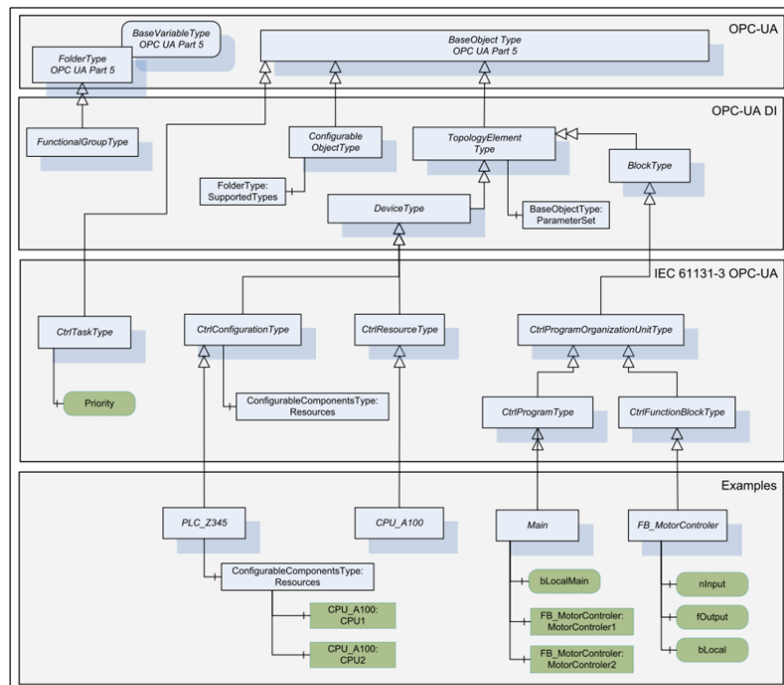 OPC-UA
BaseVariableType
OPC UA Part 5
FolderType
OPC UA Part 5
BaseObject Type
OPC UA Part 5
OPC-UA DI
FunctionalGroupType
Configurable
ObjectType
TopologyElement
Type
BlockType
FolderType:
SupportedTypes
DeviceType
BaseObjectType:
ParameterSet
IEC 61131-3 OPC-UA
CtrlTaskType
CtrlConfigurationType
CtrlResourceType
CtrlProgramOrganizationUnitType
Priority
ConfigurableComponentsType:
Resources
CtrlProgramType
CtrlFunctionBlockType
Examples
PLC_Z345
CPU_A100
Main
FB_MotorControler
ConfigurableComponentsType:
Resources
bLocalMain
nInput
CPU_A100:
CPU1
FB_MotorControler:
MotorControler1
fOutput
CPU_A100:
CPU2
FB_MotorControler:
MotorControler2
bLocal